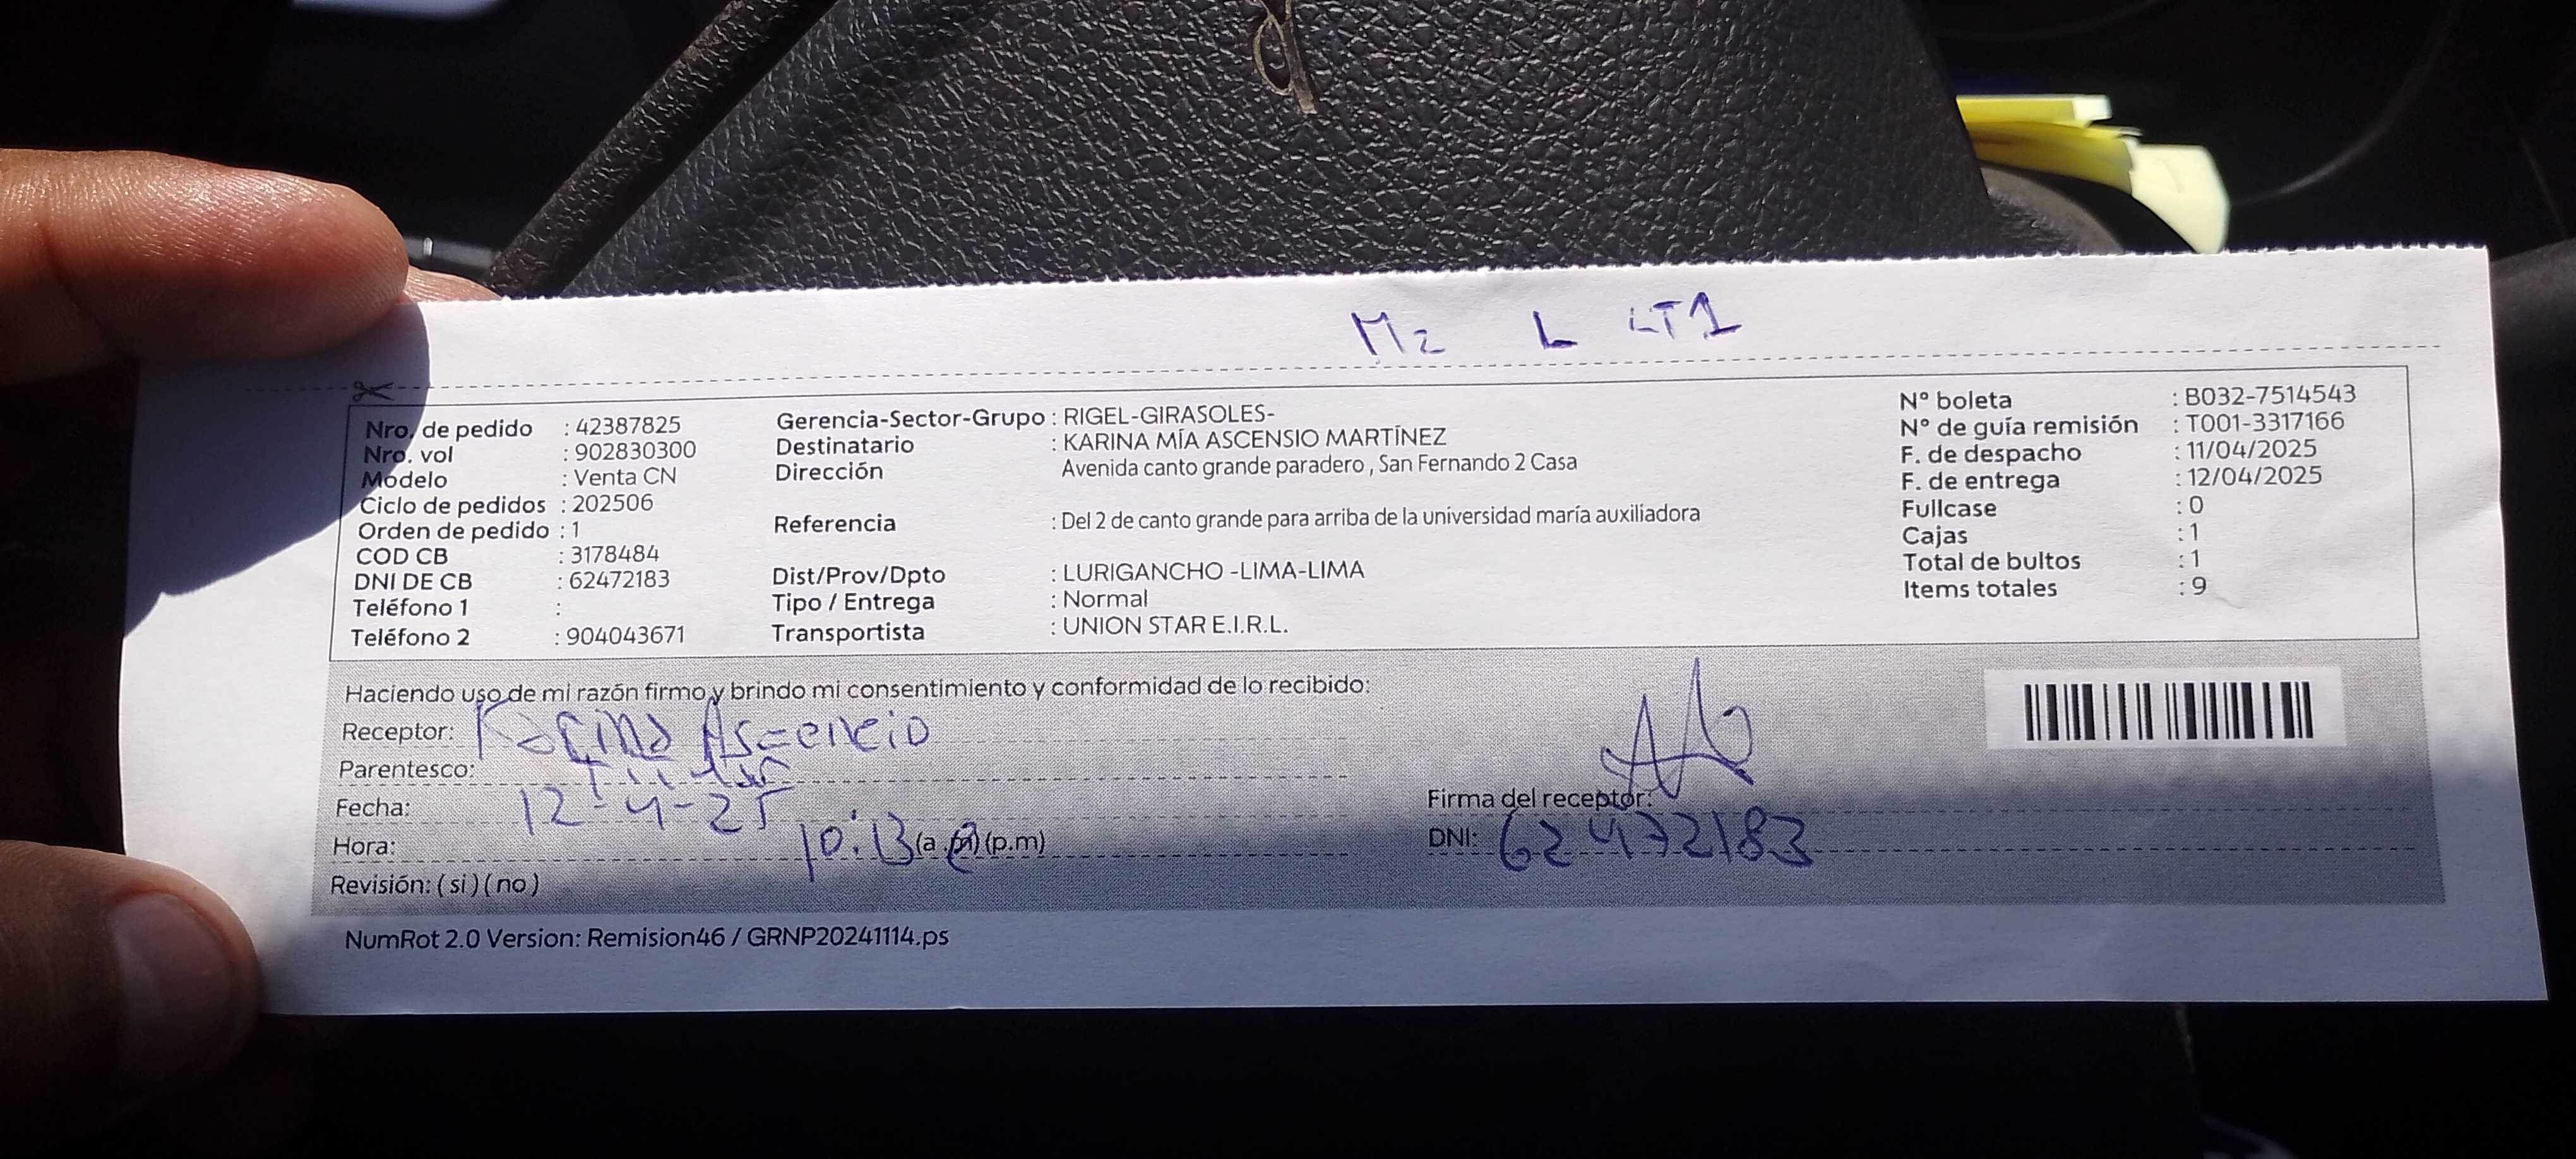 Mz L LT1
Nro. de pedido : 42387825
Nro. vol : 902830300
Modelo : Venta CN
Ciclo de pedidos : 202506
Orden de pedido : 1
COD CB : 3178484
DNI DE CB : 62472183
Teléfono 1 :
Teléfono 2 : 904043671
Gerencia-Sector-Grupo : RIGEL-GIRASOLES-
Destinatario : KARINA MÍA ASCENSIO MARTÍNEZ
Dirección Avenida canto grande paradero , San Fernando 2 Casa
Referencia : Del 2 de canto grande para arriba de la universidad maría auxiliadora
Dist/Prov/Dpto : LURIGANCHO -LIMA-LIMA
Tipo / Entrega : Normal
Transportista : UNION STAR E.I.R.L.
N° boleta : B032-7514543
N° de guía remisión : T001-3317166
F. de despacho : 11/04/2025
F. de entrega : 12/04/2025
Fullcase : 0
Cajas : 1
Total de bultos : 1
Items totales : 9
Haciendo uso de mi razón firmo y brindo mi consentimiento y conformidad de lo recibido:
Receptor: Karina Ascencio
Parentesco: Titular
Fecha: 12-4-25
Hora: 10:13 (a .m) (p.m)
Revisión: ( si ) ( no )
Firma del receptor:
DNI: 62472183
NumRot 2.0 Version: Remision46 / GRNP20241114.ps